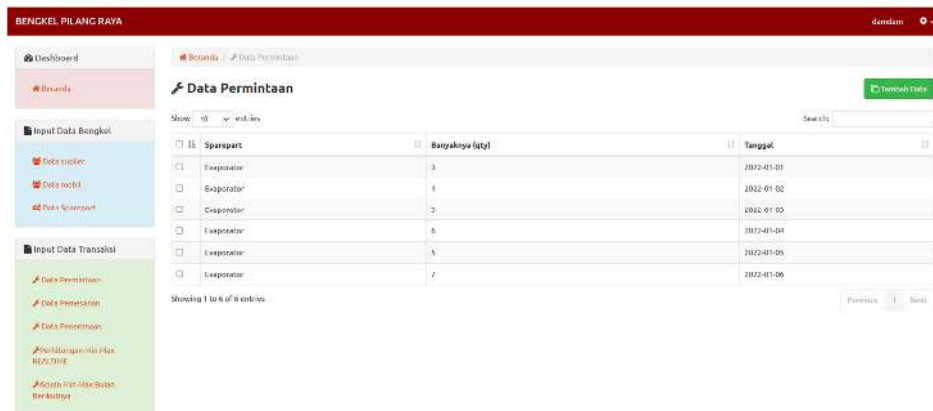 BENGKEL PILANG RAYA
damdam
Dashboard
Beranda
Input Data Bengkel
Data suplier
Data mobil
Data Sparepart
Input Data Transaksi
Data Permintaan
Data Pemesanan
Data Penerimaan
Perhitungan Min Max
REALTIME
Acuan Min Max Bulan
Berikutnya
Beranda / Data Permintaan
Data Permintaan
Tambah Data
Show 10 entries
Search:
Sparepart Banyaknya (qty) Tanggal
Evaporator 3 2022-01-01
Evaporator 2022-01-02
Evaporator 2022-01-03
Evaporator 6 2022-01-04
Evaporator 5 2022-01-05
Evaporator 7 2022-01-06
Showing 1 to 6 of 6 entries
Previous 1 Next